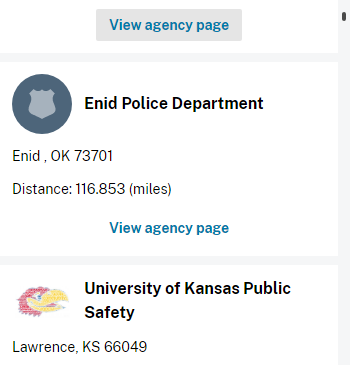 View agency page
Enid Police Department
Enid , OK 73701
Distance: 116.853 (miles)
View agency page
University of Kansas Public
Safety
Lawrence, KS 66049